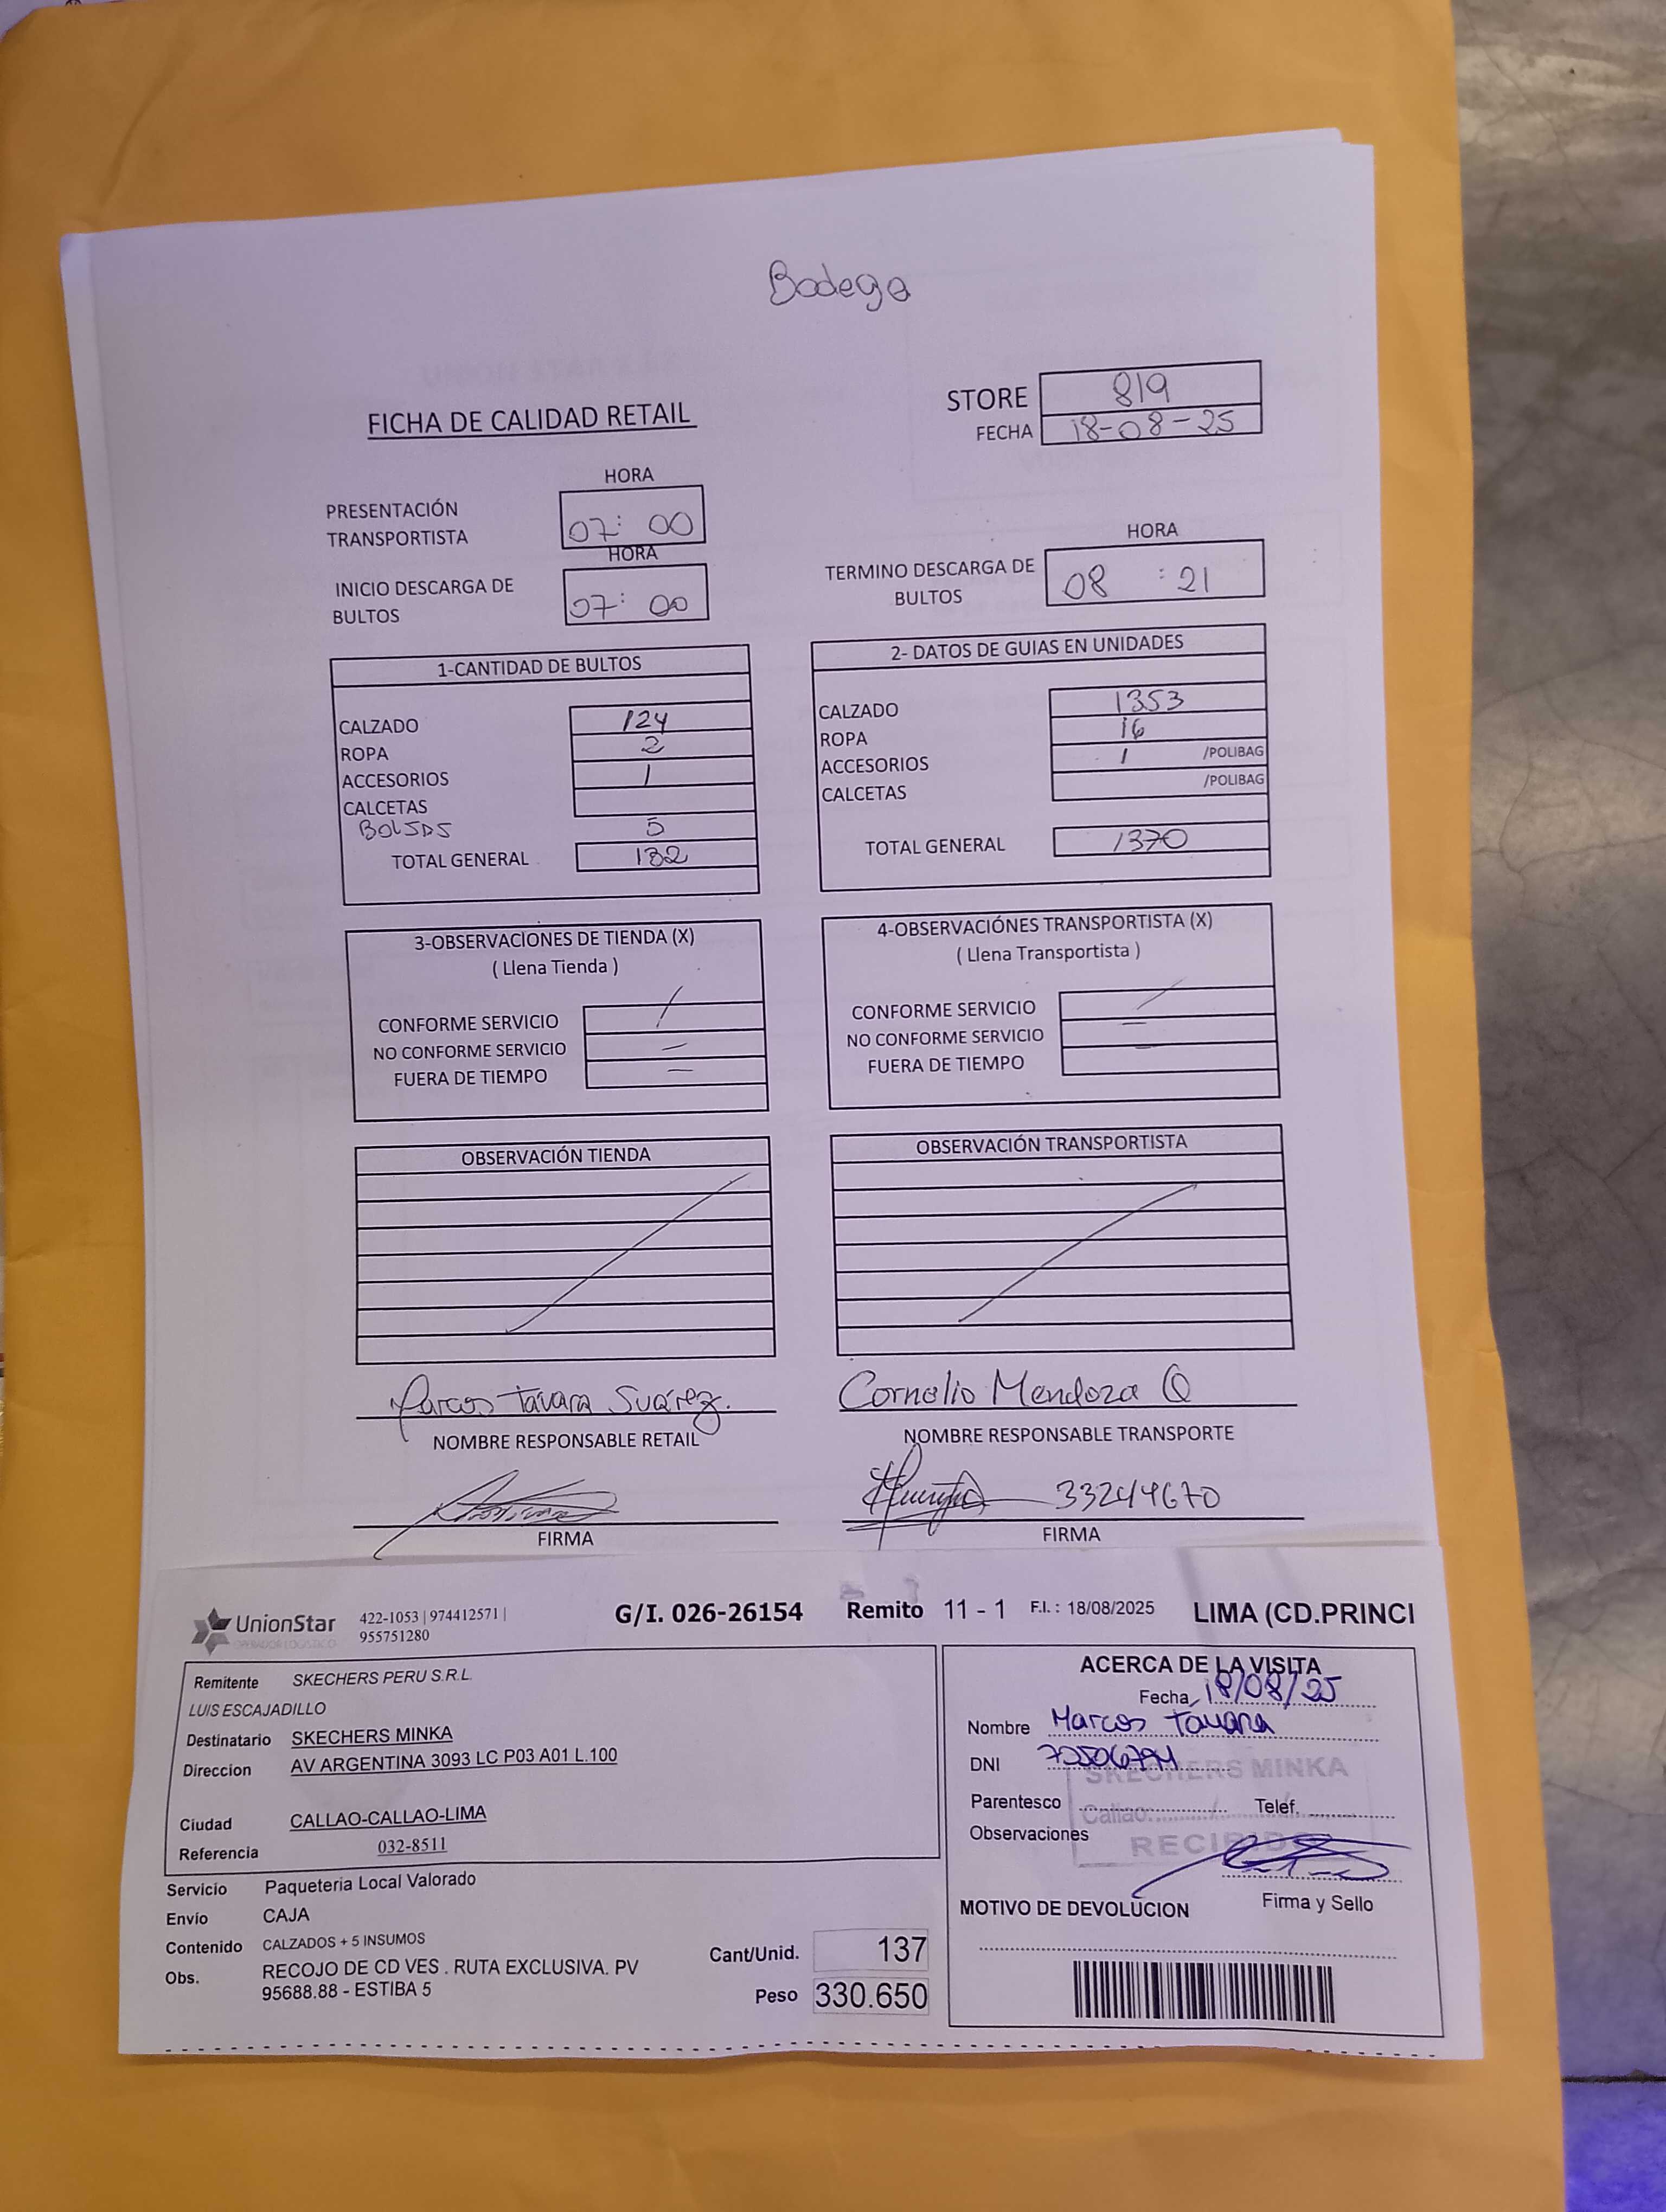 Bodega
STORE 819
FICHA DE CALIDAD RETAIL
FECHA 18-08-25
HORA
PRESENTACIÓN
TRANSPORTISTA 07: 00
HORA
INICIO DESCARGA DE
BULTOS 07: 00
HORA
TERMINO DESCARGA DE
BULTOS 08 : 21
1-CANTIDAD DE BULTOS
CALZADO 124
ROPA 2
ACCESORIOS 1
CALCETAS
BOLSDS 5
TOTAL GENERAL 132
2- DATOS DE GUIAS EN UNIDADES
CALZADO 1353
ROPA 16
ACCESORIOS 1 /POLIBAG
CALCETAS /POLIBAG
TOTAL GENERAL 1370
3-OBSERVACIONES DE TIENDA (X)
( Llena Tienda )
CONFORME SERVICIO /
NO CONFORME SERVICIO —
FUERA DE TIEMPO —
4-OBSERVACIÓNES TRANSPORTISTA (X)
( Llena Transportista )
CONFORME SERVICIO /
NO CONFORME SERVICIO —
FUERA DE TIEMPO —
OBSERVACIÓN TIENDA
OBSERVACIÓN TRANSPORTISTA
Marcos Tavara Suárez.
NOMBRE RESPONSABLE RETAIL
Cornelio Mendoza Q
NOMBRE RESPONSABLE TRANSPORTE
FIRMA
33244670
FIRMA
UnionStar
OPERADOR LOGISTICO
422-1053 | 974412571 |
955751280
G/I. 026-26154 Remito 11 - 1 F.I. : 18/08/2025 LIMA (CD.PRINCI
Remitente SKECHERS PERU S.R.L.
LUIS ESCAJADILLO
Destinatario SKECHERS MINKA
Direccion AV ARGENTINA 3093 LC P03 A01 L.100
Ciudad CALLAO-CALLAO-LIMA
Referencia 032-8511
Servicio Paqueteria Local Valorado
Envío CAJA
Contenido CALZADOS + 5 INSUMOS
Obs. RECOJO DE CD VES . RUTA EXCLUSIVA. PV
95688.88 - ESTIBA 5
Cant/Unid. 137
Peso 330.650
ACERCA DE LA VISITA
Fecha 18/08/25
Nombre Marcos Tavara
DNI
SKECHERS MINKA
Parentesco Telef.
Callao
Observaciones
RECIBIDO
Firma y Sello
MOTIVO DE DEVOLUCION